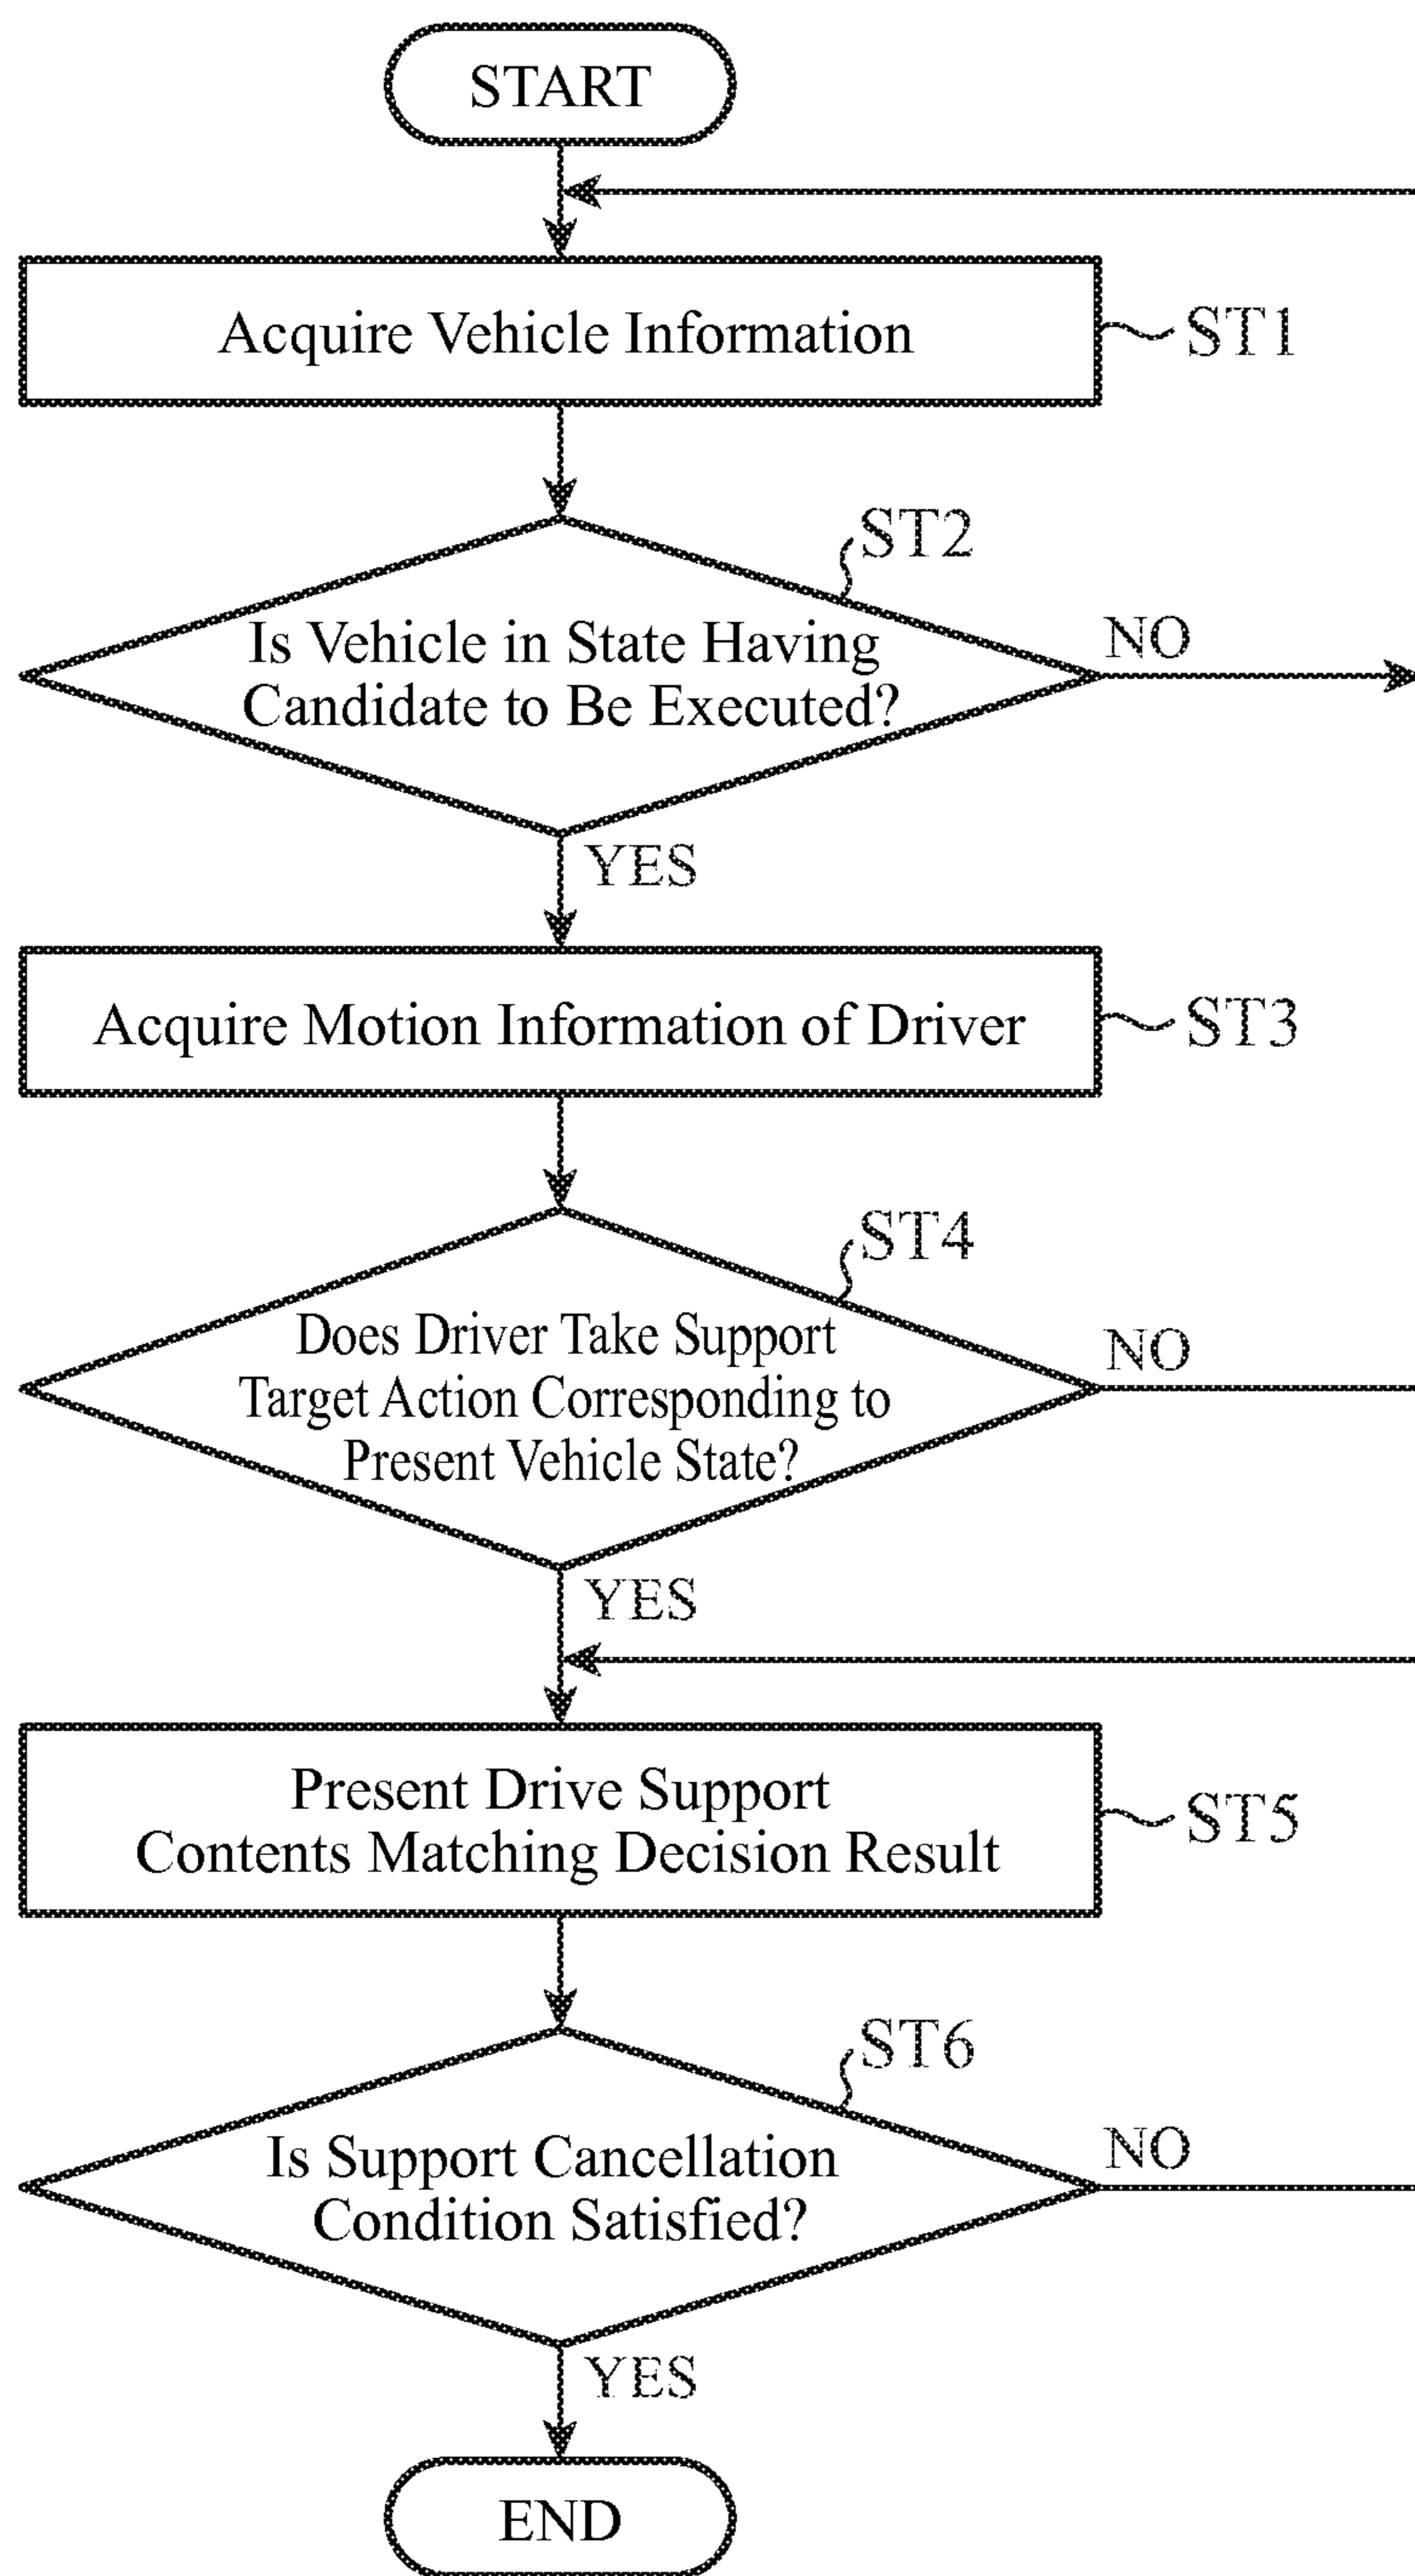 START
Acquire Vehicle Information
ST1
ST2
Is Vehicle in State Having
Candidate to Be Executed?
NO
YES
Acquire Motion Information of Driver
ST3
ST4
Does Driver Take Support
Target Action Corresponding to
Present Vehicle State?
NO
YES
Present Drive Support
Contents Matching Decision Result
ST5
ST6
Is Support Cancellation
Condition Satisfied?
NO
YES
END